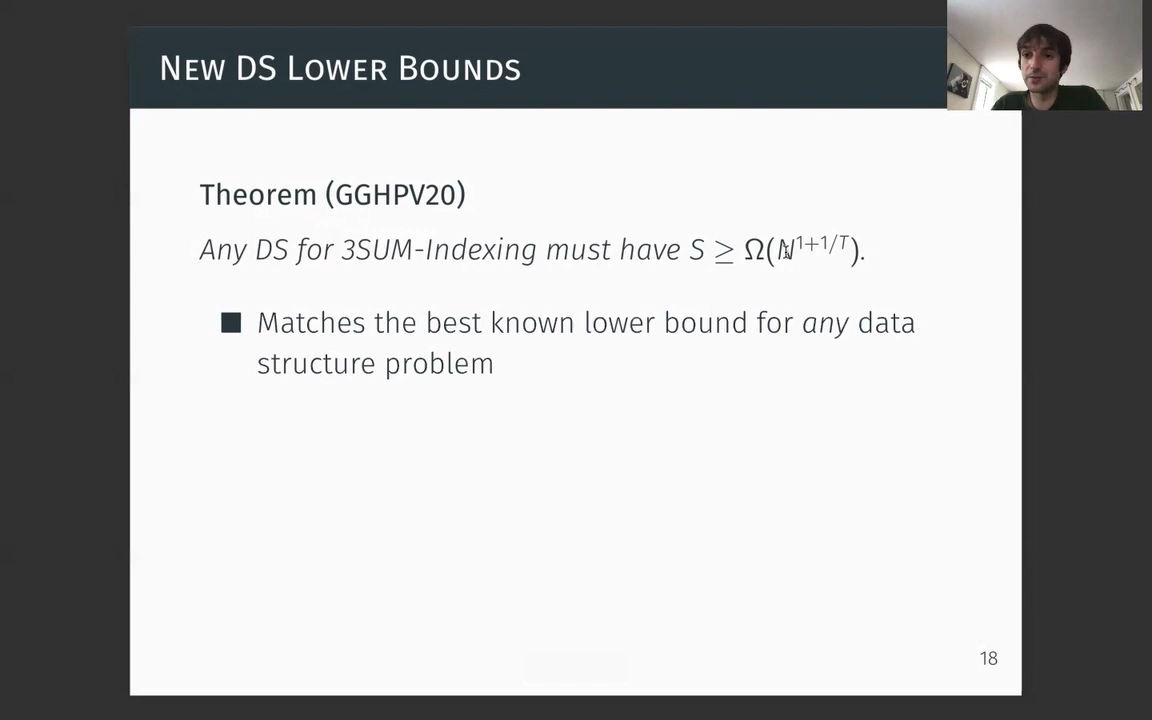 New DS Lower Bounds
Theorem (GGHPV20)
Any DS for 3SUM-Indexing must have S ≥ Ω(N^{1+1/T}).
■ Matches the best known lower bound for any data
structure problem
18